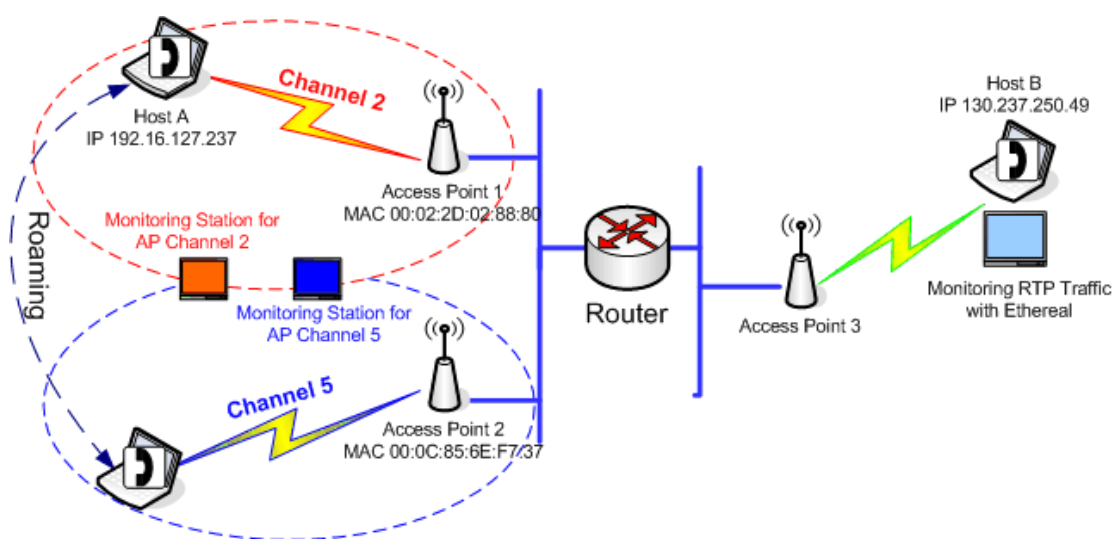 Host A
IP 192.16.127.237
Channel 2
Access Point 1
MAC 00:02:2D:02:88:80
Monitoring Station for
AP Channel 2
Roaming
Monitoring Station for
AP Channel 5
Channel 5
Access Point 2
MAC 00:0C:85:6E:F7:37
Router
Access Point 3
Host B
IP 130.237.250.49
Monitoring RTP Traffic
with Ethereal